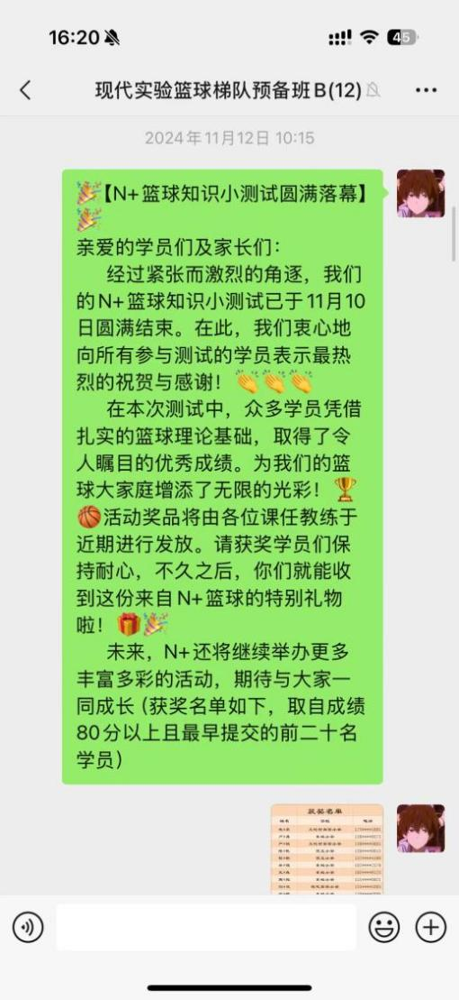 16:20
45
现代实验篮球梯队预备班B(12)
2024年11月12日 10:15
🎉【N+篮球知识小测试圆满落幕】
🎉
亲爱的学员们及家长们：
经过紧张而激烈的角逐，我们
的N+篮球知识小测试已于11月10
日圆满结束。在此，我们衷心地
向所有参与测试的学员表示最热
烈的祝贺与感谢！👏👏👏
在本次测试中，众多学员凭借
扎实的篮球理论基础，取得了令
人瞩目的优秀成绩。为我们的篮
球大家庭增添了无限的光彩！🏆
🏀活动奖品将由各位课任教练于
近期进行发放。请获奖学员们保
持耐心，不久之后，你们就能收
到这份来自N+篮球的特别礼物
啦！🎁🎉
未来，N+还将继续举办更多
丰富多彩的活动，期待与大家一
同成长（获奖名单如下，取自成绩
80分以上且最早提交的前二十名
学员）
获奖名单